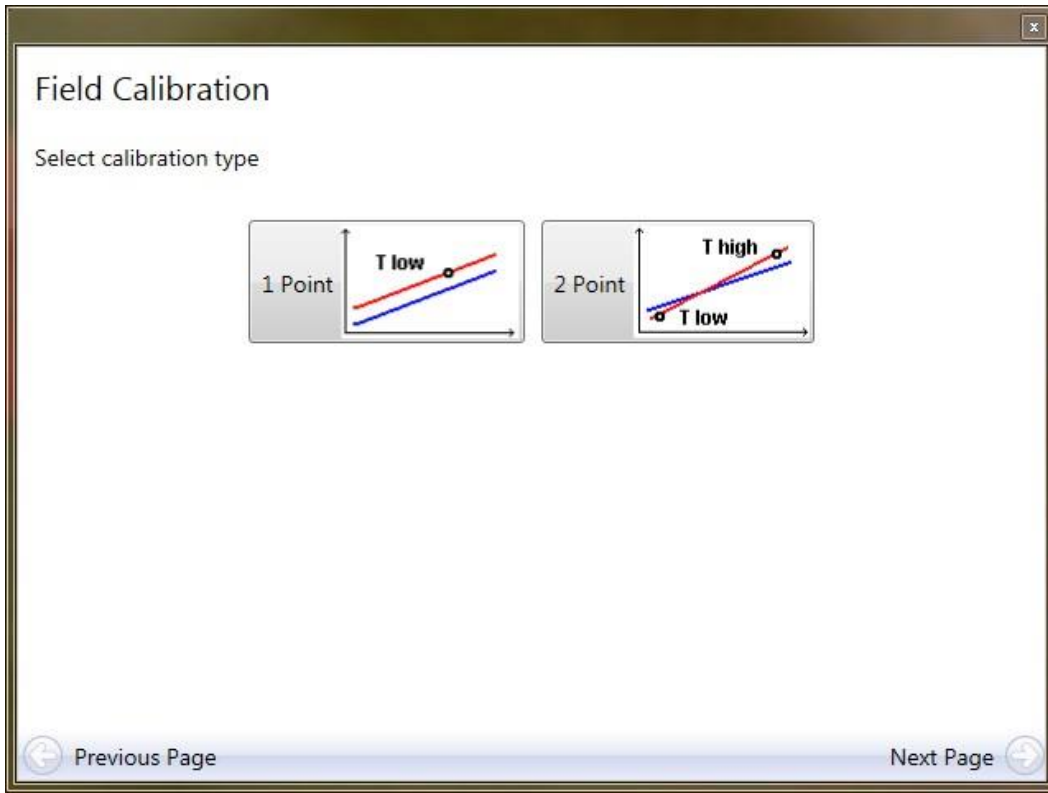 x
Field Calibration
Select calibration type
1 Point
T low
2 Point
T high
T low
Previous Page
Next Page